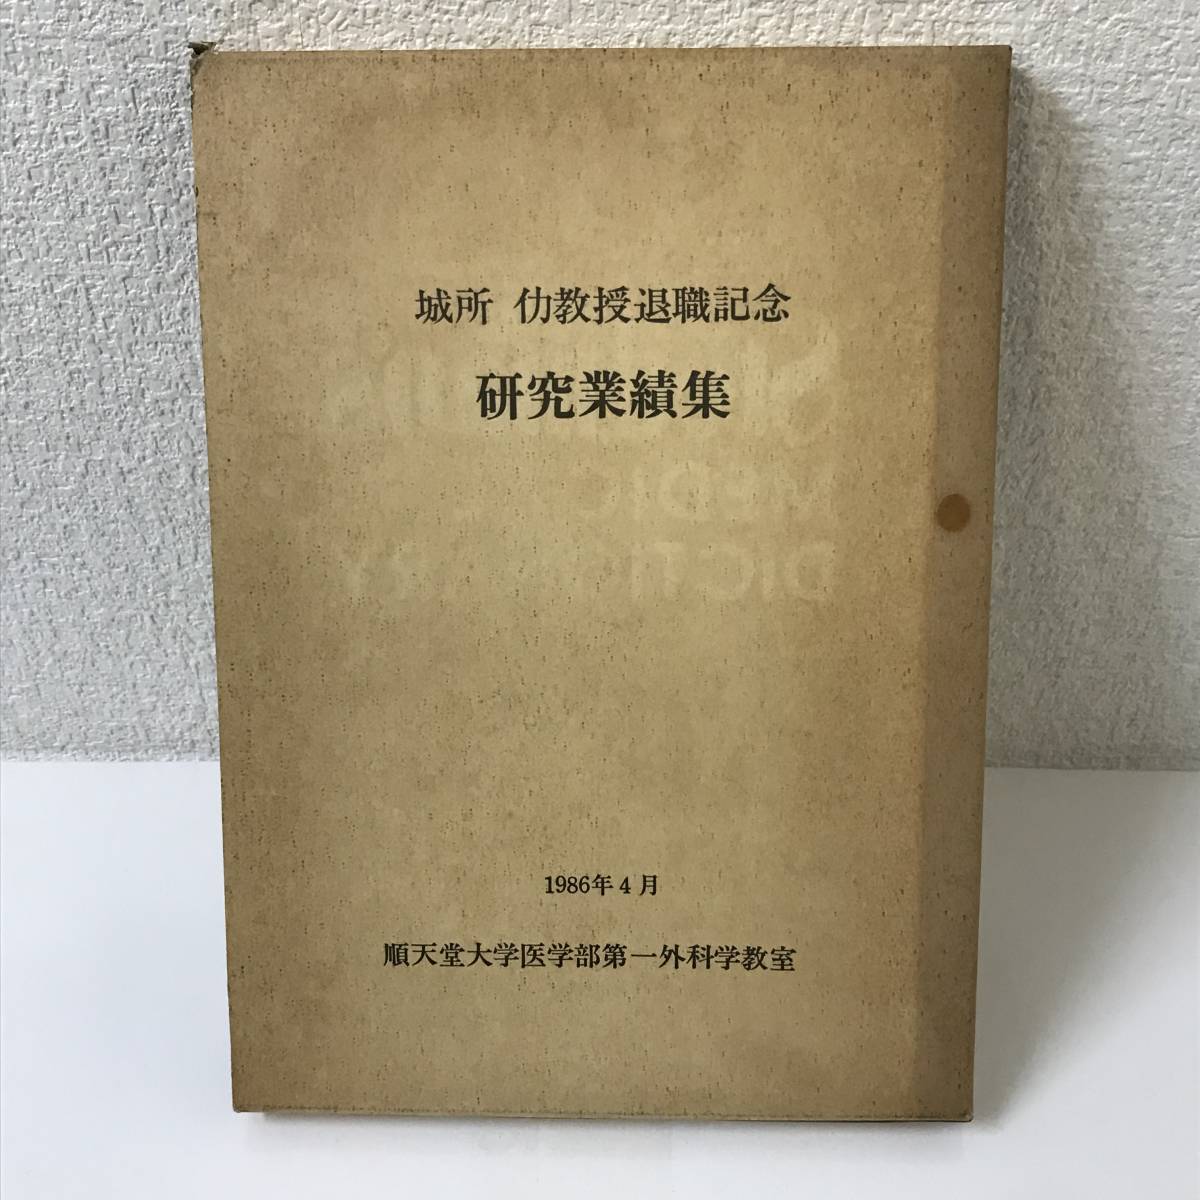 城所 仂教授退職記念
研究業績集
1986年4月
順天堂大学医学部第一外科学教室